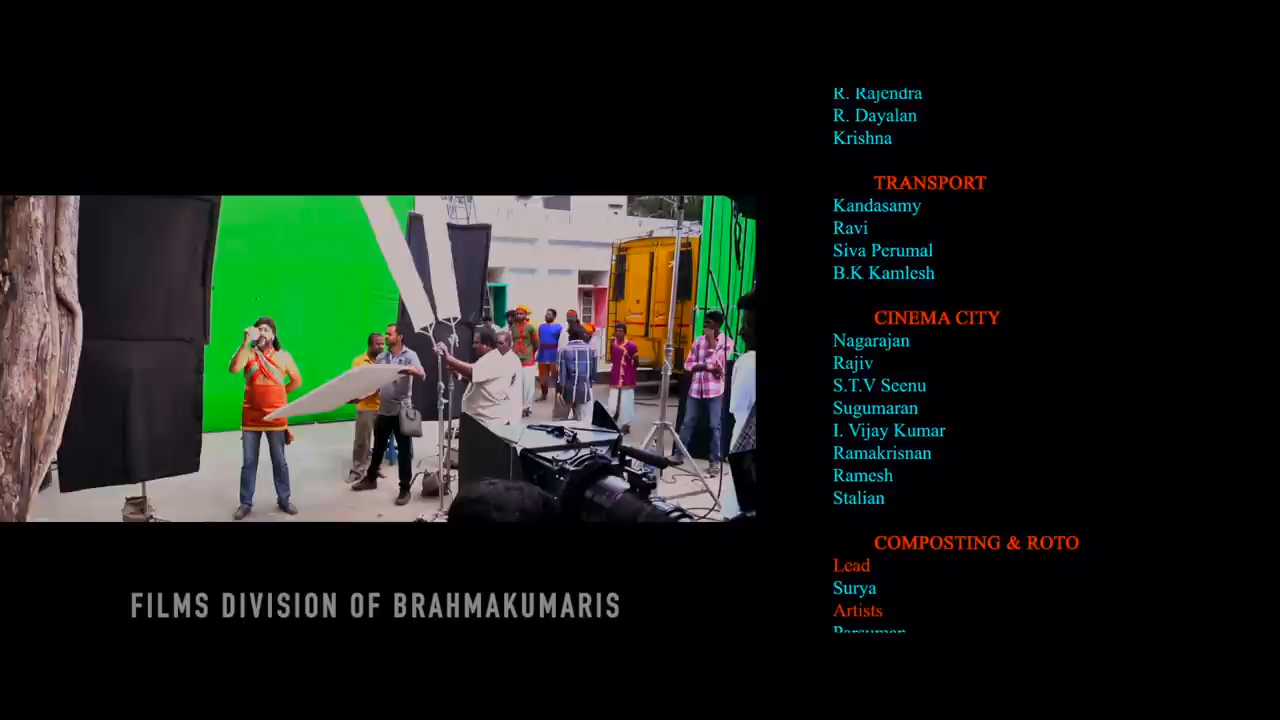 R. Rajendra
R. Dayalan
Krishna
TRANSPORT
Kandasamy
Ravi
Siva Perumal
B.K Kamlesh
CINEMA CITY
Nagarajan
Rajiv
S.T.V Seenu
Sugumaran
I. Vijay Kumar
Ramakrisnan
Ramesh
Stalian
COMPOSTING & ROTO
Lead
Surya
Artists
FILMS DIVISION OF BRAHMAKUMARIS